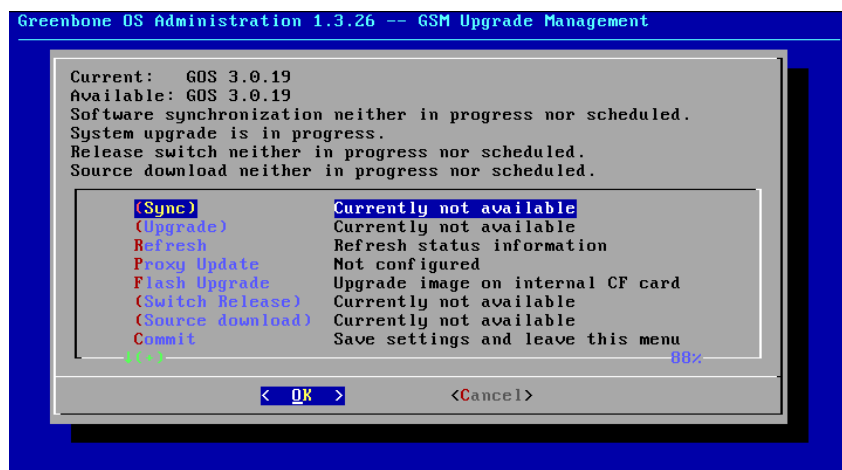 Greenbone OS Administration 1.3.26 -- GSM Upgrade Management
Current: GOS 3.0.19
Available: GOS 3.0.19
Software synchronization neither in progress nor scheduled.
System upgrade is in progress.
Release switch neither in progress nor scheduled.
Source download neither in progress nor scheduled.
(Sync) Currently not available
(Upgrade) Currently not available
Refresh Refresh status information
Proxy Update Not configured
Flash Upgrade Upgrade image on internal CF card
(Switch Release) Currently not available
(Source download) Currently not available
Commit Save settings and leave this menu
↓(+) 88%
< OK > <Cancel>